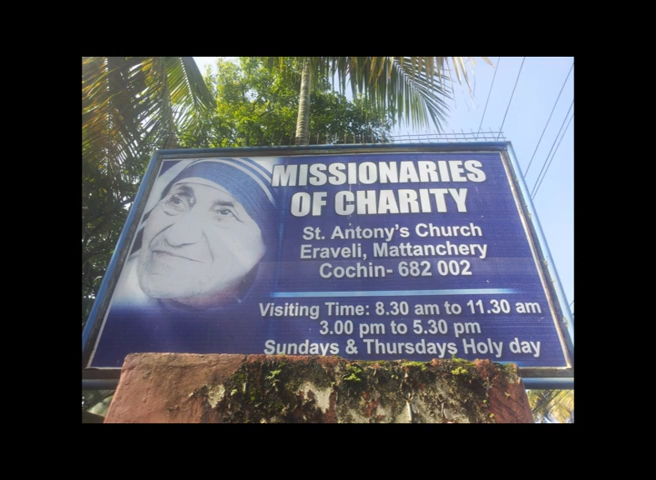 MISSIONARIES
OF CHARITY
St. Antony's Church
Eraveli, Mattanchery
Cochin- 682 002
Visiting Time: 8.30 am to 11.30 am
3.00 pm to 5.30 pm
Sundays & Thursdays Holy day